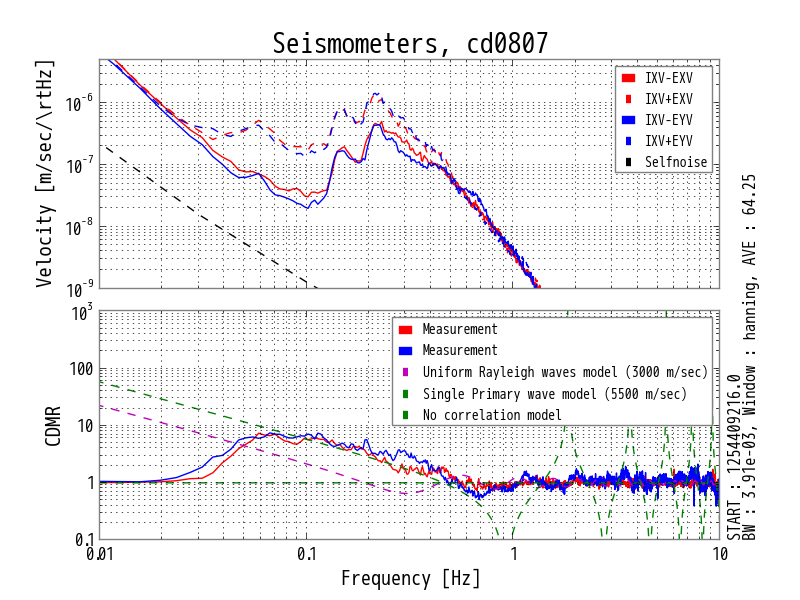 Seismometers, cd0807
Velocity [m/sec/\rtHz]
10^-6
10^-7
10^-8
10^-9
IXV-EXV
IXV+EXV
IXV-EYV
IXV+EYV
Selfnoise
CDMR
10^3
100
10
1
0.1
Measurement
Measurement
Uniform Rayleigh waves model (3000 m/sec)
Single Primary wave model (5500 m/sec)
No correlation model
0.01
0.1
1
10
Frequency [Hz]
START : 1254409216.0
BW : 3.91e-03, Window : hanning, AVE : 64.25